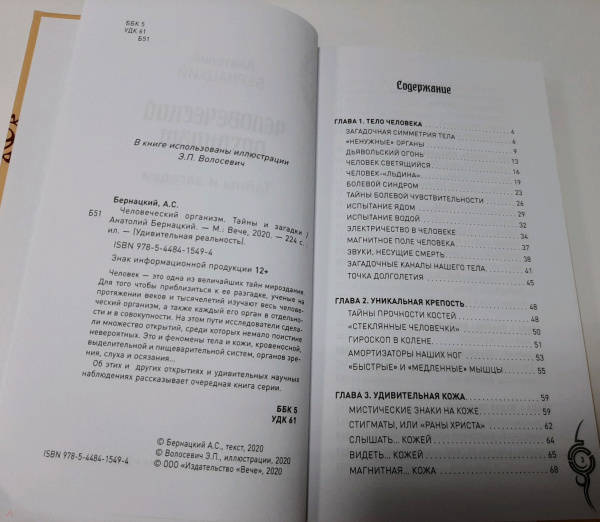 ББК 5
УДК 61
Б51
В книге использованы иллюстрации
Э.П. Волосевич
Бернацкий, А.С.
Б51 Человеческий организм. Тайны и загадки /
Анатолий Бернацкий. — М.: Вече, 2020. — 224 с.:
ил. — (Удивительная реальность).
ISBN 978-5-4484-1549-4
Знак информационной продукции 12+
Человек — это одна из величайших тайн мироздания.
Для того чтобы приблизиться к ее разгадке, ученые на
протяжении веков и тысячелетий изучают весь челове-
ческий организм, а также каждый его орган в отдельно-
сти и в совокупности. На этом пути исследователи сдела-
ли множество открытий, среди которых немало поистине
невероятных. Это и феномены тела и кожи, кровеносной,
выделительной и пищеварительной систем, органов зре-
ния, слуха и осязания...
Об этих и других открытиях и удивительных научных
наблюдениях рассказывает очередная книга серии.
ББК 5
УДК 61
© Бернацкий А.С., текст, 2020
© Волосевич Э.П., иллюстрации, 2020
ISBN 978-5-4484-1549-4 © ООО «Издательство «Вече», 2020
Содержание
ГЛАВА 1. ТЕЛО ЧЕЛОВЕКА 4
ЗАГАДОЧНАЯ СИММЕТРИЯ ТЕЛА 4
«НЕНУЖНЫЕ» ОРГАНЫ 9
ДЬЯВОЛЬСКИЙ ОГОНЬ 13
ЧЕЛОВЕК СВЕТЯЩИЙСЯ 16
ЧЕЛОВЕК-«ЛЬДИНА» 19
БОЛЕВОЙ СИНДРОМ 23
ТАЙНЫ БОЛЕВОЙ ЧУВСТВИТЕЛЬНОСТИ 26
ИСПЫТАНИЕ ЯДОМ 29
ИСПЫТАНИЕ ВОДОЙ 32
ЭЛЕКТРИЧЕСТВО В ЧЕЛОВЕКЕ 34
МАГНИТНОЕ ПОЛЕ ЧЕЛОВЕКА 37
ЗВУКИ, НЕСУЩИЕ СМЕРТЬ 38
ЗАГАДОЧНЫЕ КАНАЛЫ НАШЕГО ТЕЛА 41
ТОЧКА ДОЛГОЛЕТИЯ 45
ГЛАВА 2. УНИКАЛЬНАЯ КРЕПОСТЬ 48
ТАЙНЫ ПРОЧНОСТИ КОСТЕЙ 48
«СТЕКЛЯННЫЕ ЧЕЛОВЕЧКИ» 50
ГИРОСКОП В КОЛЕНЕ 51
АМОРТИЗАТОРЫ НАШИХ НОГ 53
«БЫСТРЫЕ» И «МЕДЛЕННЫЕ» МЫШЦЫ 55
ГЛАВА 3. УДИВИТЕЛЬНАЯ КОЖА 59
МИСТИЧЕСКИЕ ЗНАКИ НА КОЖЕ 59
СТИГМАТЫ, ИЛИ «РАНЫ ХРИСТА» 62
СЛЫШАТЬ... КОЖЕЙ 64
ВИДЕТЬ... КОЖЕЙ 65
МАГНИТНАЯ... КОЖА 68
3